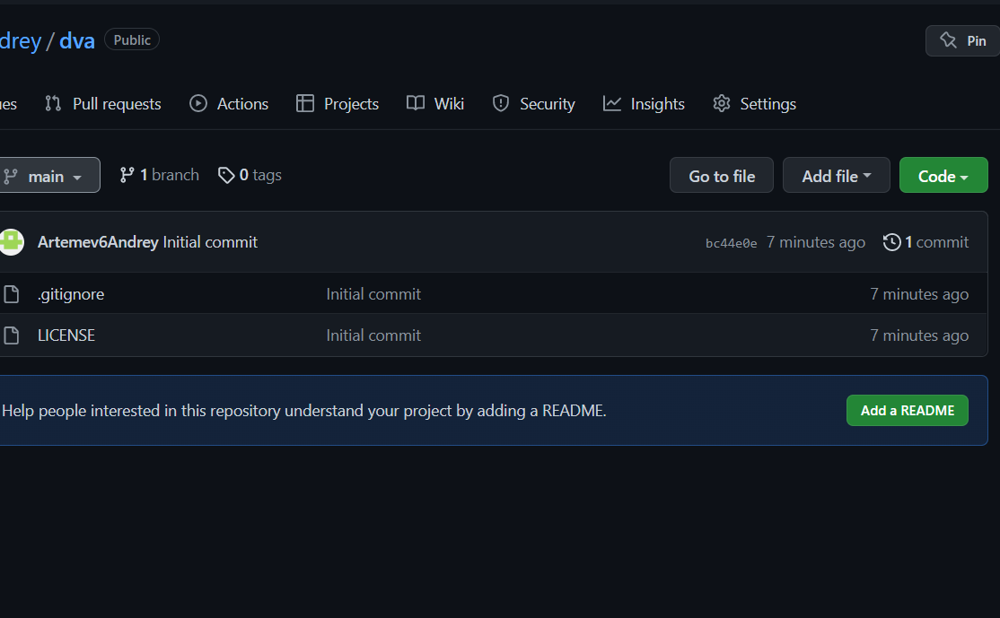 drey / dva Public Pin
ues Pull requests Actions Projects Wiki Security Insights Settings
main 1 branch 0 tags Go to file Add file Code
Artemev6Andrey Initial commit bc44e0e 7 minutes ago 1 commit
.gitignore Initial commit 7 minutes ago
LICENSE Initial commit 7 minutes ago
Help people interested in this repository understand your project by adding a README. Add a README